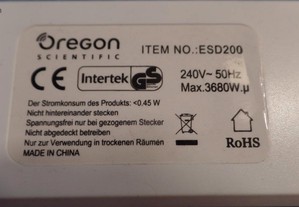 Oregon
SCIENTIFIC
ITEM NO.:ESD200
CE
Intertek GS
240V~ 50Hz
Max.3680W.µ
Der Stromkonsum des Produkts: <0.45 W
Nicht hintereinander stecken
Spannungsfrei nur bei gezogenem Stecker
Nicht abgedeckt betreiben
Nur zur Verwendung in trockenen Räumen
MADE IN CHINA
RoHS